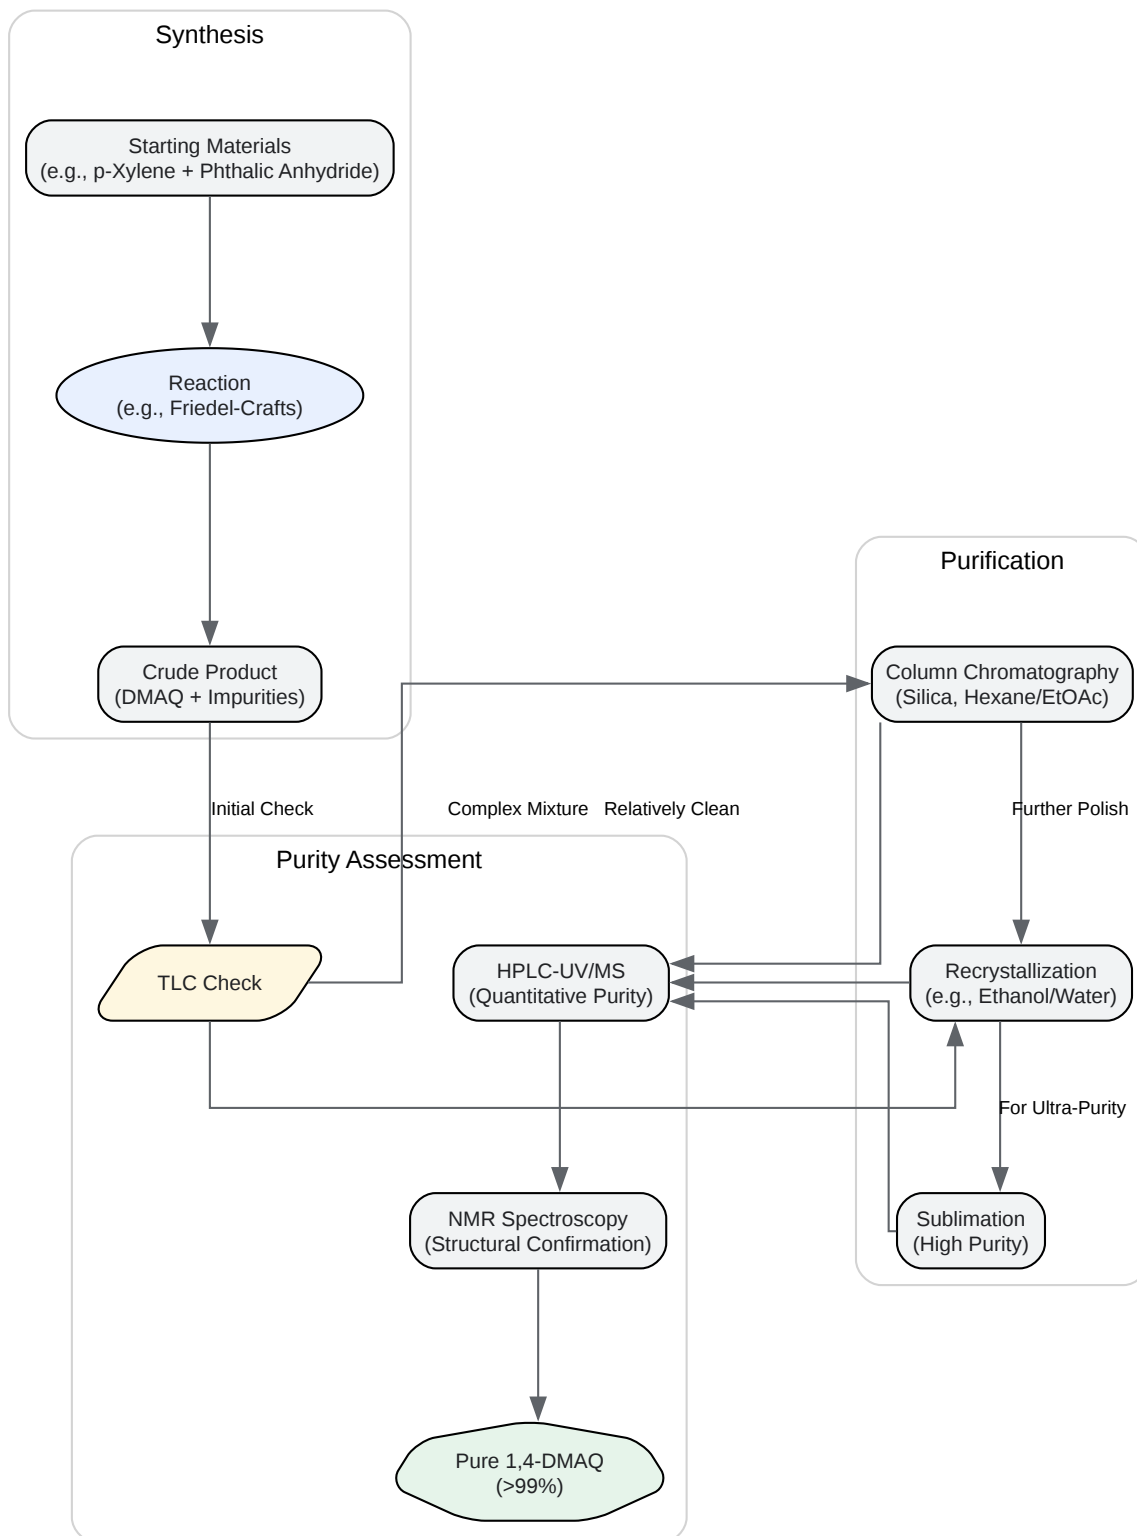 Synthesis
Starting Materials
(e.g., p-Xylene + Phthalic Anhydride)
Reaction
(e.g., Friedel-Crafts)
Purification
Crude Product
(DMAQ + Impurities)
Column Chromatography
(Silica, Hexane/EtOAc)
Initial Check
Complex Mixture
Relatively Clean
Further Polish
Purity Assessment
TLC Check
HPLC-UV/MS
(Quantitative Purity)
Recrystallization
(e.g., Ethanol/Water)
For Ultra-Purity
NMR Spectroscopy
(Structural Confirmation)
Sublimation
(High Purity)
Pure 1,4-DMAQ
(>99%)